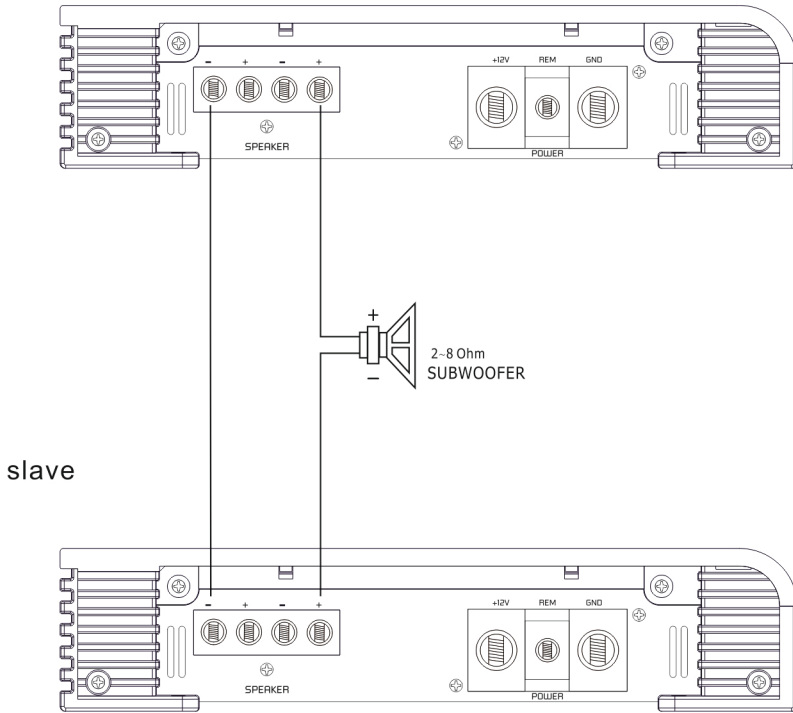 - + - +
+12V REM GND
SPEAKER
POWER
+
2~8 Ohm
SUBWOOFER
−
slave
- + - +
+12V REM GND
SPEAKER
POWER